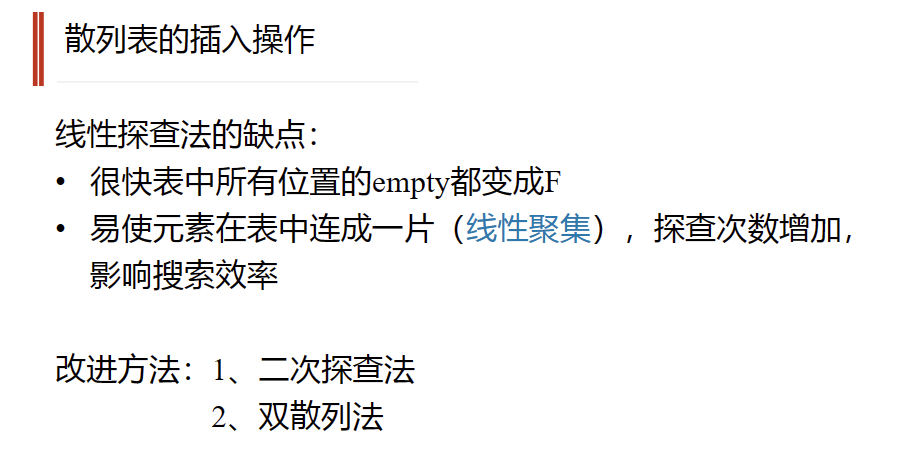 散列表的插入操作
线性探查法的缺点：
• 很快表中所有位置的empty都变成F
• 易使元素在表中连成一片（线性聚集），探查次数增加，
影响搜索效率
改进方法：1、二次探查法
2、双散列法